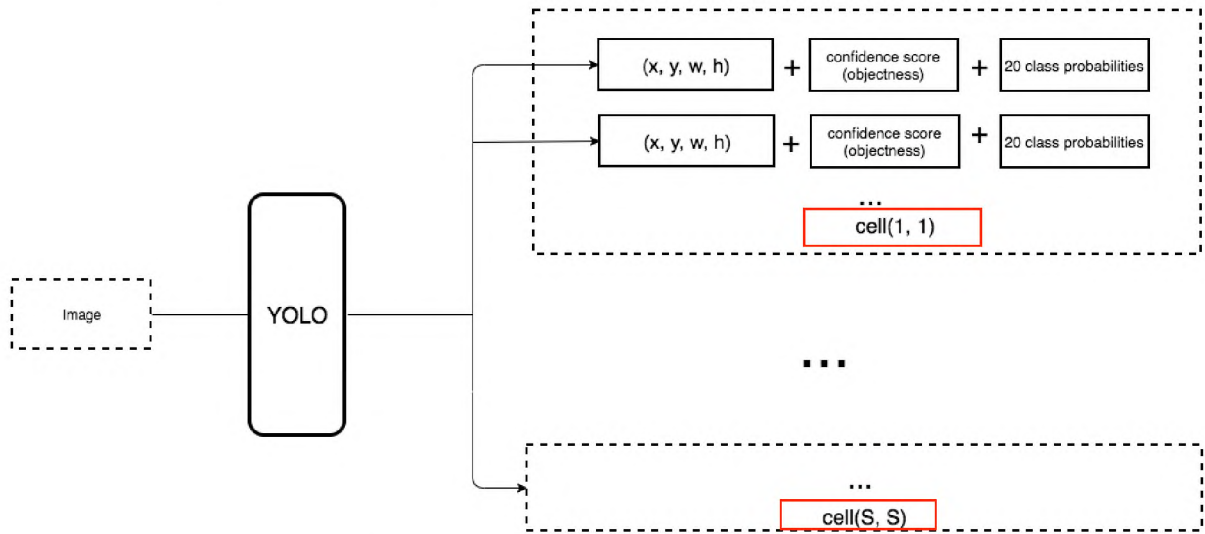 (x, y, w, h) + confidence score (objectness) + 20 class probabilities
(x, y, w, h) + confidence score (objectness) + 20 class probabilities
...
cell(1, 1)
Image
YOLO
...
...
cell(S, S)